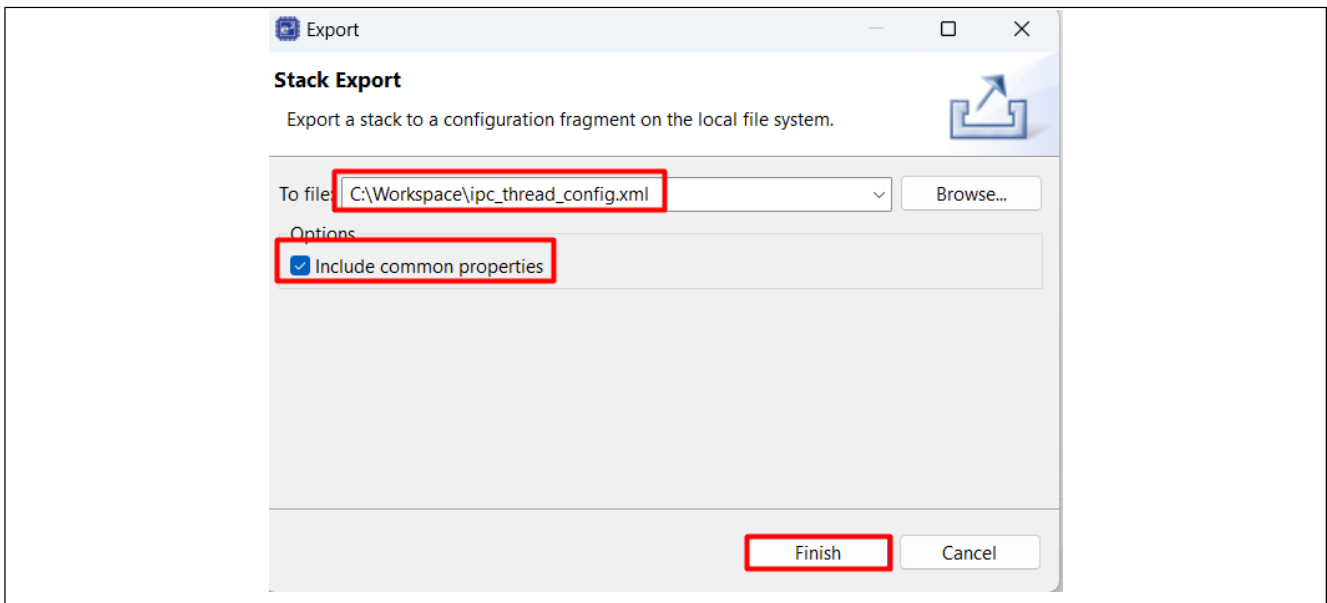 Export
Stack Export
Export a stack to a configuration fragment on the local file system.
To file: C:\Workspace\ipc_thread_config.xml Browse...
Options
Include common properties
Finish Cancel